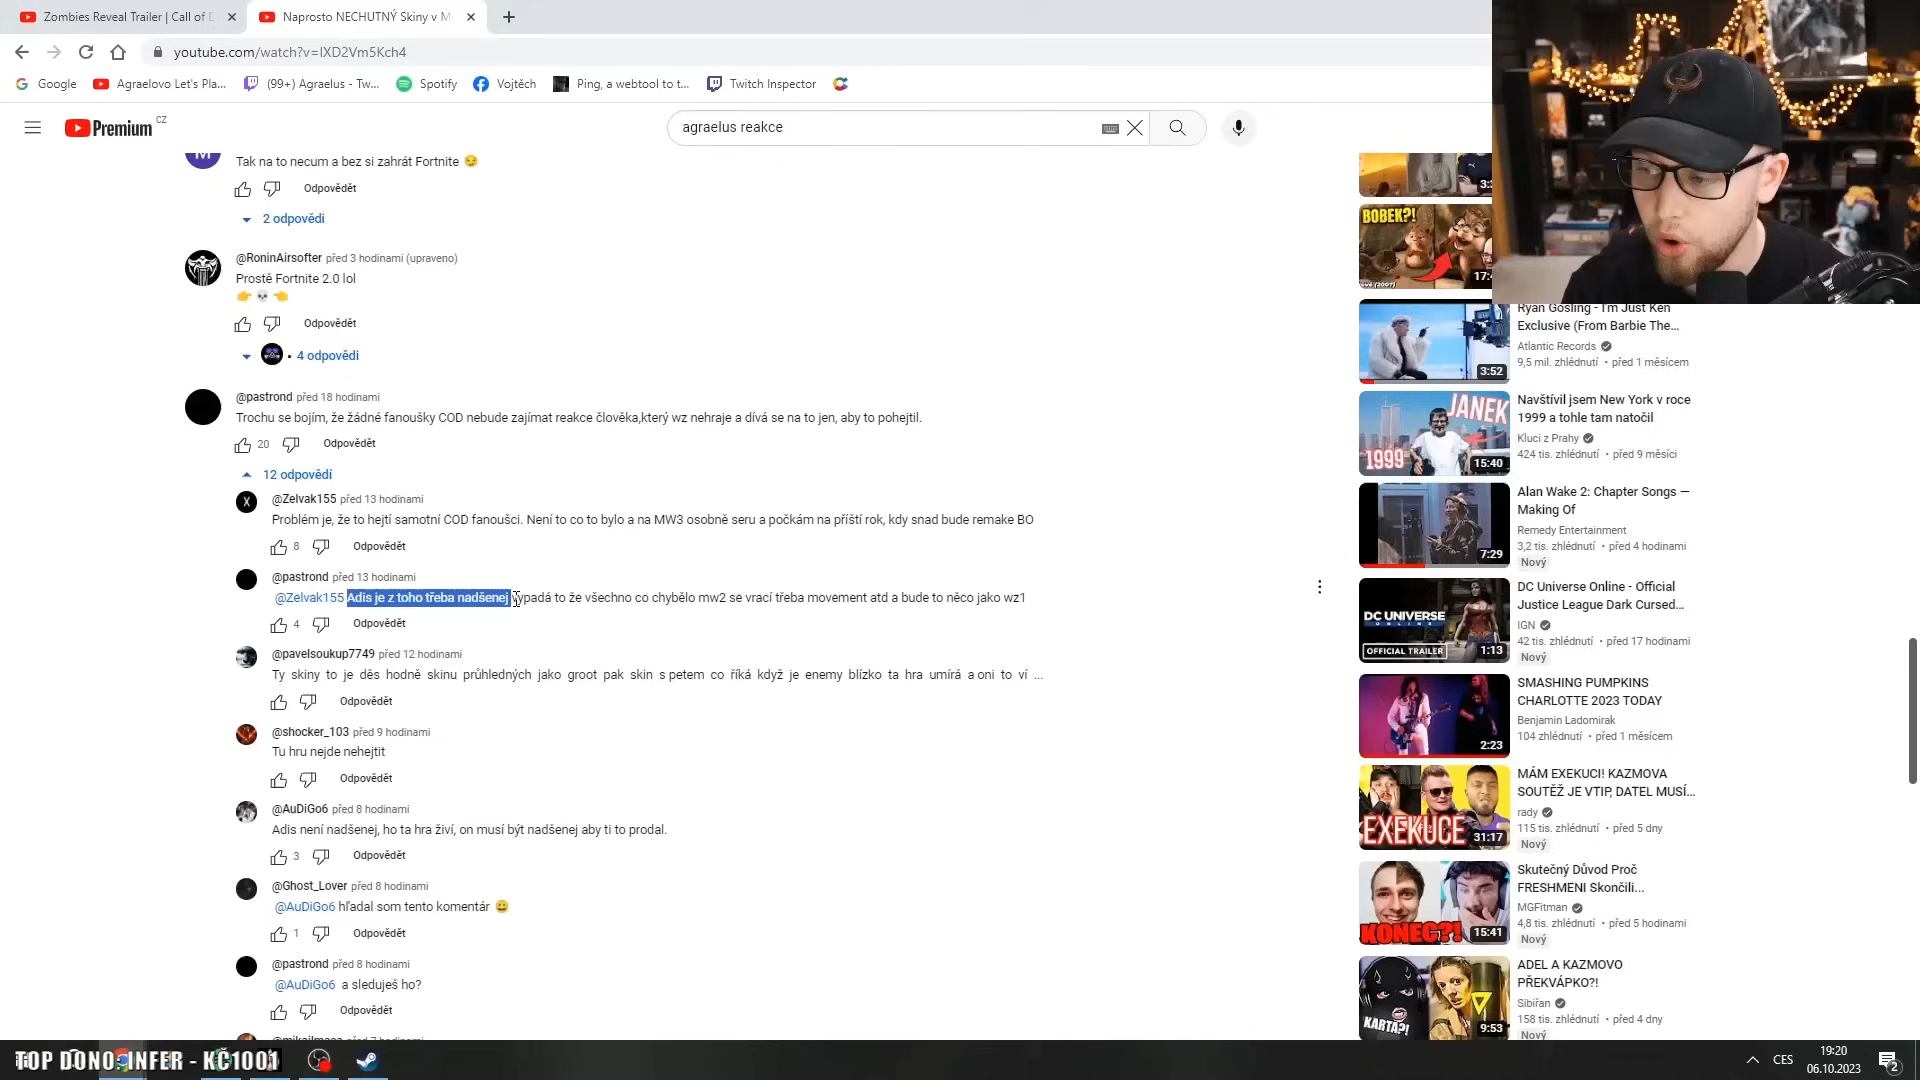 Zombies Reveal Trailer | Call of D
Naprosto NECHUTNÝ Skiny v M
youtube.com/watch?v=IXD2Vm5Kch4
Google
Agraelovo Let's Pla...
(99+) Agraelus - Tw...
Spotify
Vojtěch
Ping, a webtool to t...
Twitch Inspector
Premium CZ
agraelus reakce
Tak na to necum a bez si zahrát Fortnite 😏
Odpovědět
2 odpovědi
@RoninAirsofter před 3 hodinami (upraveno)
Prostě Fortnite 2.0 lol
👉💀👈
Odpovědět
4 odpovědi
@pastrond před 18 hodinami
Trochu se bojím, že žádné fanoušky COD nebude zajímat reakce člověka,který wz nehraje a dívá se na to jen, aby to pohejtil.
20 Odpovědět
12 odpovědí
@Zelvak155 před 13 hodinami
Problém je, že to hejtí samotní COD fanoušci. Není to co to bylo a na MW3 osobně seru a počkám na příští rok, kdy snad bude remake BO
8 Odpovědět
@pastrond před 13 hodinami
@Zelvak155 Adis je z toho třeba nadšenej vypadá to že všechno co chybělo mw2 se vrací třeba movement atd a bude to něco jako wz1
4 Odpovědět
@pavelsoukup7749 před 12 hodinami
Ty skiny to je děs hodně skinu průhledných jako groot pak skin s petem co říká když je enemy blízko ta hra umírá a oni to ví ...
Odpovědět
@shocker_103 před 9 hodinami
Tu hru nejde nehejtit
Odpovědět
@AuDiGo6 před 8 hodinami
Adis není nadšenej, ho ta hra živí, on musí být nadšenej aby ti to prodal.
3 Odpovědět
@Ghost_Lover před 8 hodinami
@AuDiGo6 hľadal som tento komentár 😀
1 Odpovědět
@pastrond před 8 hodinami
@AuDiGo6 a sleduješ ho?
Odpovědět
BOBEK?!
17:
Ryan Gosling - I'm Just Ken
Exclusive (From Barbie The...
Atlantic Records
9,5 mil. zhlédnutí • před 1 měsícem
3:52
Navštívil jsem New York v roce
1999 a tohle tam natočil
Kluci z Prahy
424 tis. zhlédnutí • před 9 měsíci
JANEK
1999
15:40
Alan Wake 2: Chapter Songs —
Making Of
Remedy Entertainment
3,2 tis. zhlédnutí • před 4 hodinami
Nový
7:29
DC Universe Online - Official
Justice League Dark Cursed...
IGN
42 tis. zhlédnutí • před 17 hodinami
Nový
DC UNIVERSE
ONLINE
OFFICIAL TRAILER
1:13
SMASHING PUMPKINS
CHARLOTTE 2023 TODAY
Benjamin Ladomirak
104 zhlédnutí • před 1 měsícem
2:23
MÁM EXEKUCI! KAZMOVA
SOUTĚŽ JE VTIP, DATEL MUSÍ...
rady
115 tis. zhlédnutí • před 5 dny
Nový
EXEKUCE
31:17
Skutečný Důvod Proč
FRESHMENI Skončili...
MGFitman
4,8 tis. zhlédnutí • před 5 hodinami
Nový
KONEC?!
15:41
ADEL A KAZMOVO
PŘEKVÁPKO?!
Sibiřan
158 tis. zhlédnutí • před 4 dny
Nový
KARTA?!
9:53
TOP DONO: INFER - KČ1001
CES
19:20
06.10.2023
2